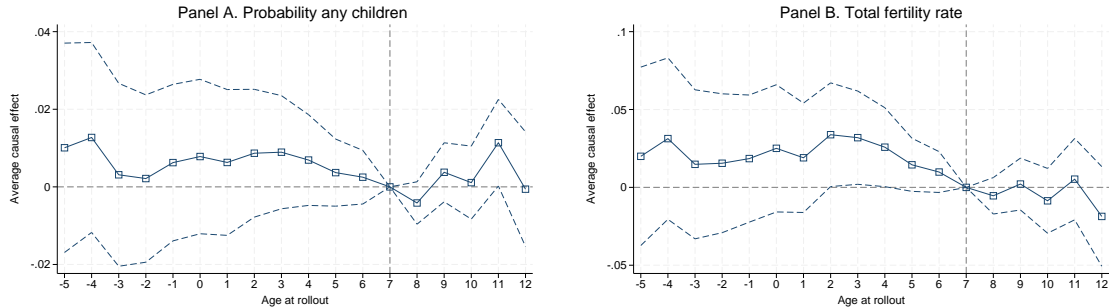 Panel A. Probability any children
Average causal effect
.04
.02
0
-.02
-5 -4 -3 -2 -1 0 1 2 3 4 5 6 7 8 9 10 11 12
Age at rollout
Panel B. Total fertility rate
Average causal effect
.1
.05
0
-.05
-5 -4 -3 -2 -1 0 1 2 3 4 5 6 7 8 9 10 11 12
Age at rollout